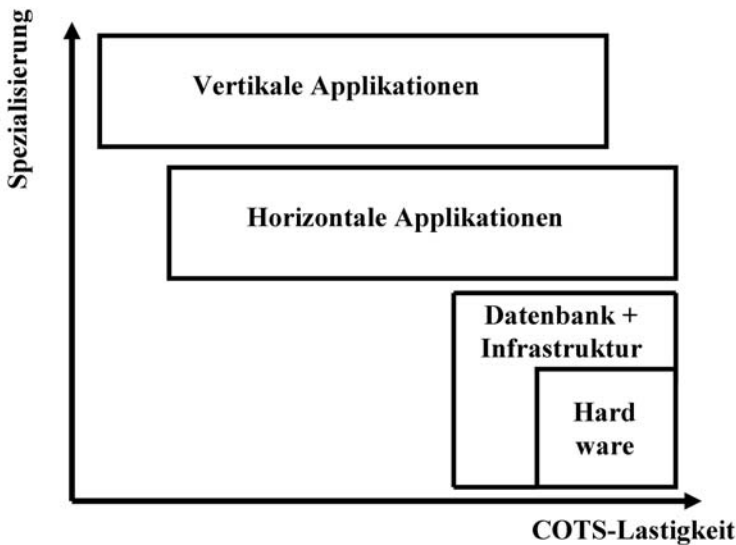 Spezialisierung
Vertikale Applikationen
Horizontale Applikationen
Datenbank +
Infrastruktur
Hard
ware
COTS-Lastigkeit